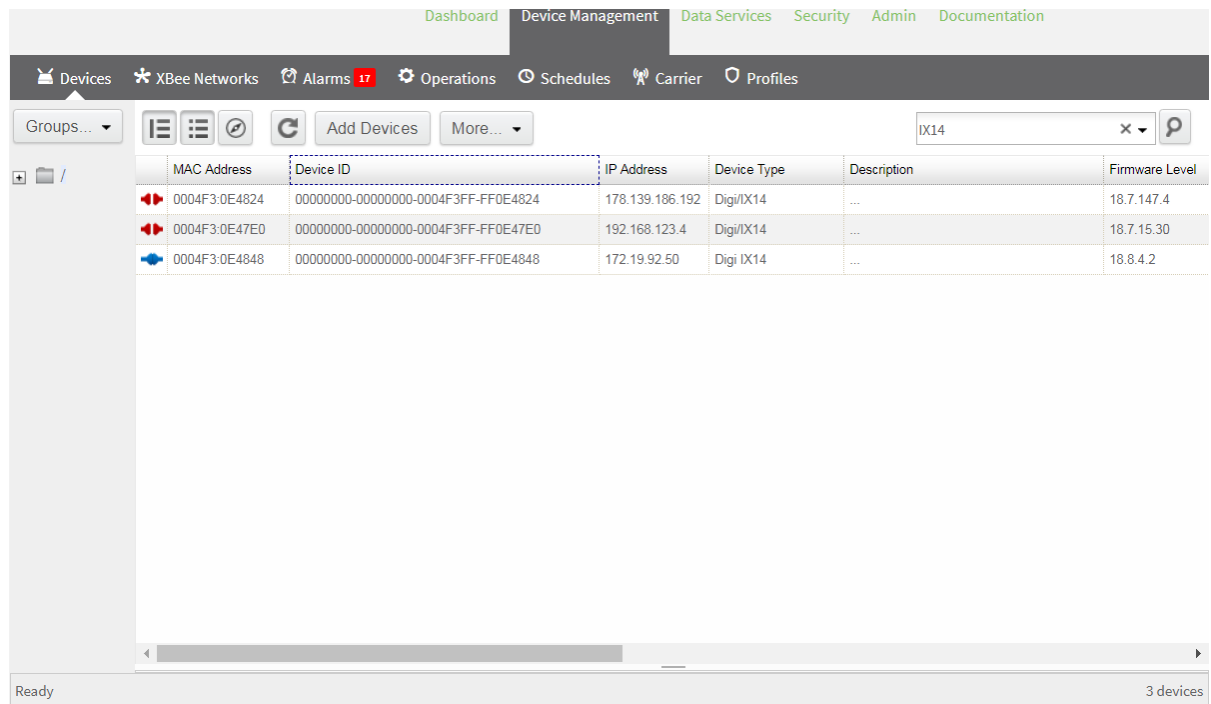 Dashboard Device Management Data Services Security Admin Documentation
Devices XBee Networks Alarms 17 Operations Schedules Carrier Profiles
Groups... Add Devices More... IX14
/
MAC Address Device ID IP Address Device Type Description Firmware Level
0004F3:0E4824 00000000-00000000-0004F3FF-FF0E4824 178.139.186.192 Digi/IX14 ... 18.7.147.4
0004F3:0E47E0 00000000-00000000-0004F3FF-FF0E47E0 192.168.123.4 Digi/IX14 ... 18.7.15.30
0004F3:0E4848 00000000-00000000-0004F3FF-FF0E4848 172.19.92.50 Digi IX14 ... 18.8.4.2
Ready 3 devices